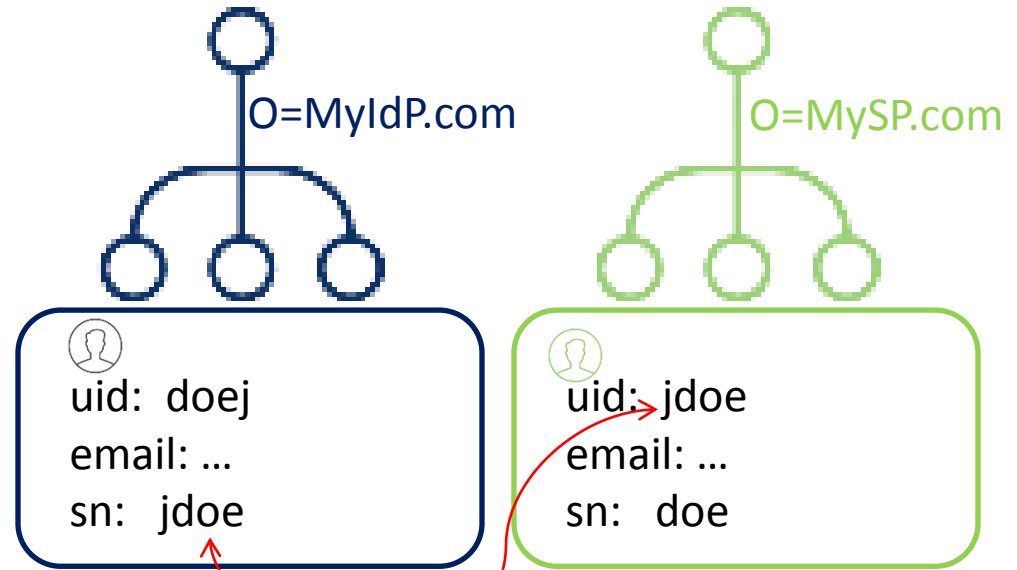 O=MyIdP.com
O=MySP.com
uid: doej
email: ...
sn: jdoe
uid: jdoe
email: ...
sn: doe